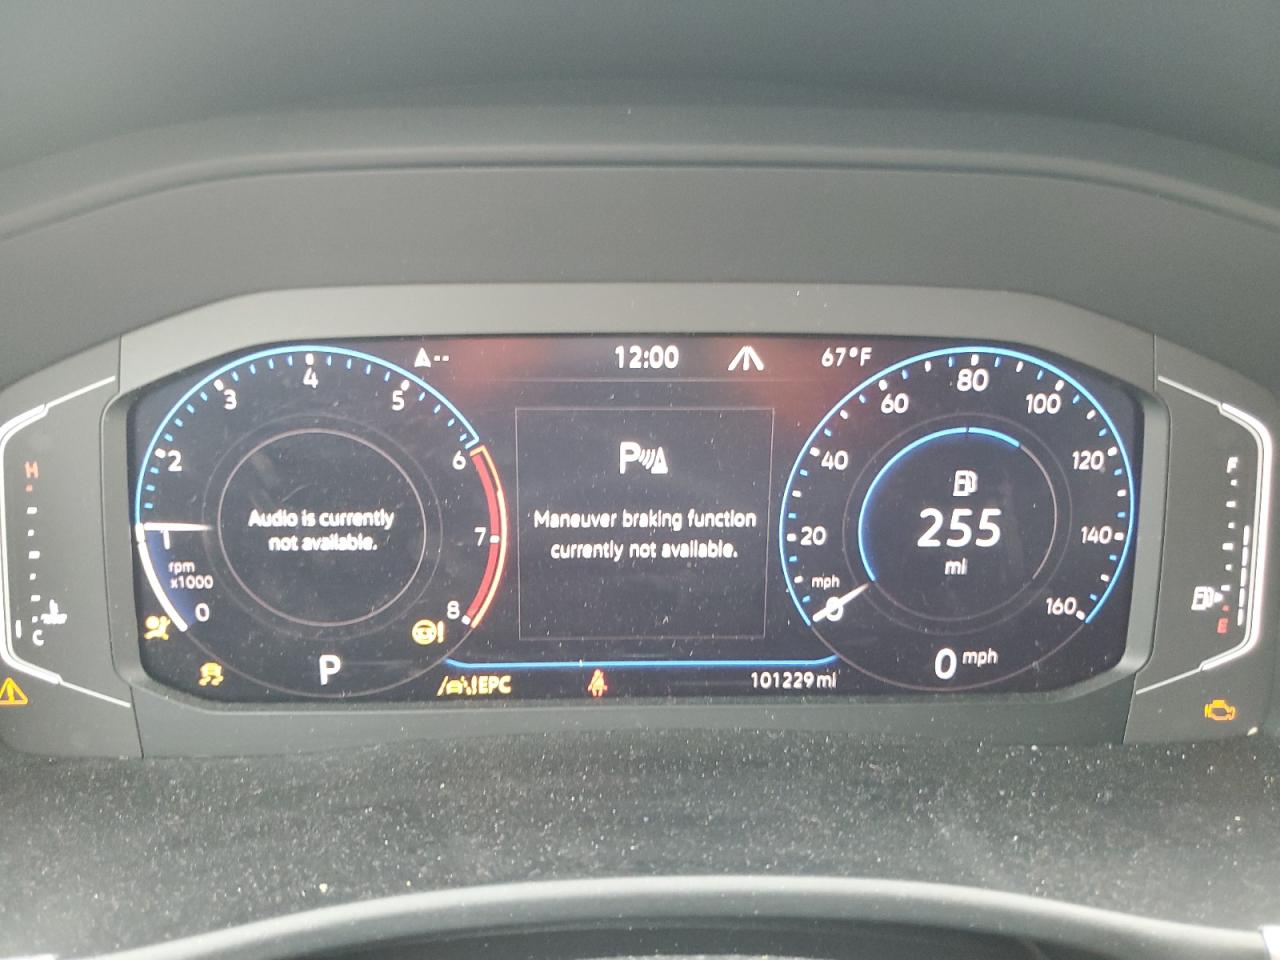 12:00
67°F
4
3
5
2
6
1
7
rpm
x1000
0
8
Audio is currently
not available.
P
Maneuver braking function
currently not available.
80
60
100
40
120
20
140
mph
0
160
255
mi
0 mph
H
C
F
E
P
EPC
101229 mi